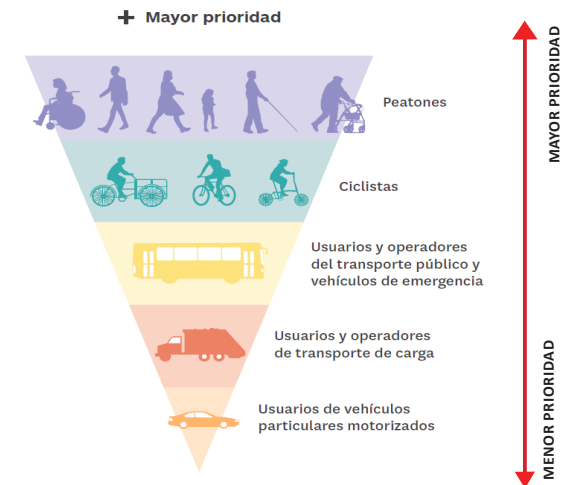 + Mayor prioridad
Peatones
Ciclistas
Usuarios y operadores
del transporte público y
vehículos de emergencia
Usuarios y operadores
de transporte de carga
Usuarios de vehículos
particulares motorizados
MAYOR PRIORIDAD
MENOR PRIORIDAD